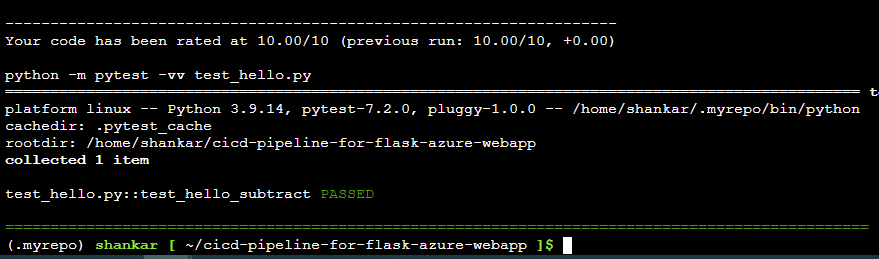 --------------------------------------------------------------------
Your code has been rated at 10.00/10 (previous run: 10.00/10, +0.00)
python -m pytest -vv test_hello.py
=============================================================================================== t
platform linux -- Python 3.9.14, pytest-7.2.0, pluggy-1.0.0 -- /home/shankar/.myrepo/bin/python
cachedir: .pytest_cache
rootdir: /home/shankar/cicd-pipeline-for-flask-azure-webapp
collected 1 item
test_hello.py::test_hello_subtract PASSED
================================================================================================
(.myrepo) shankar [ ~/cicd-pipeline-for-flask-azure-webapp ]$